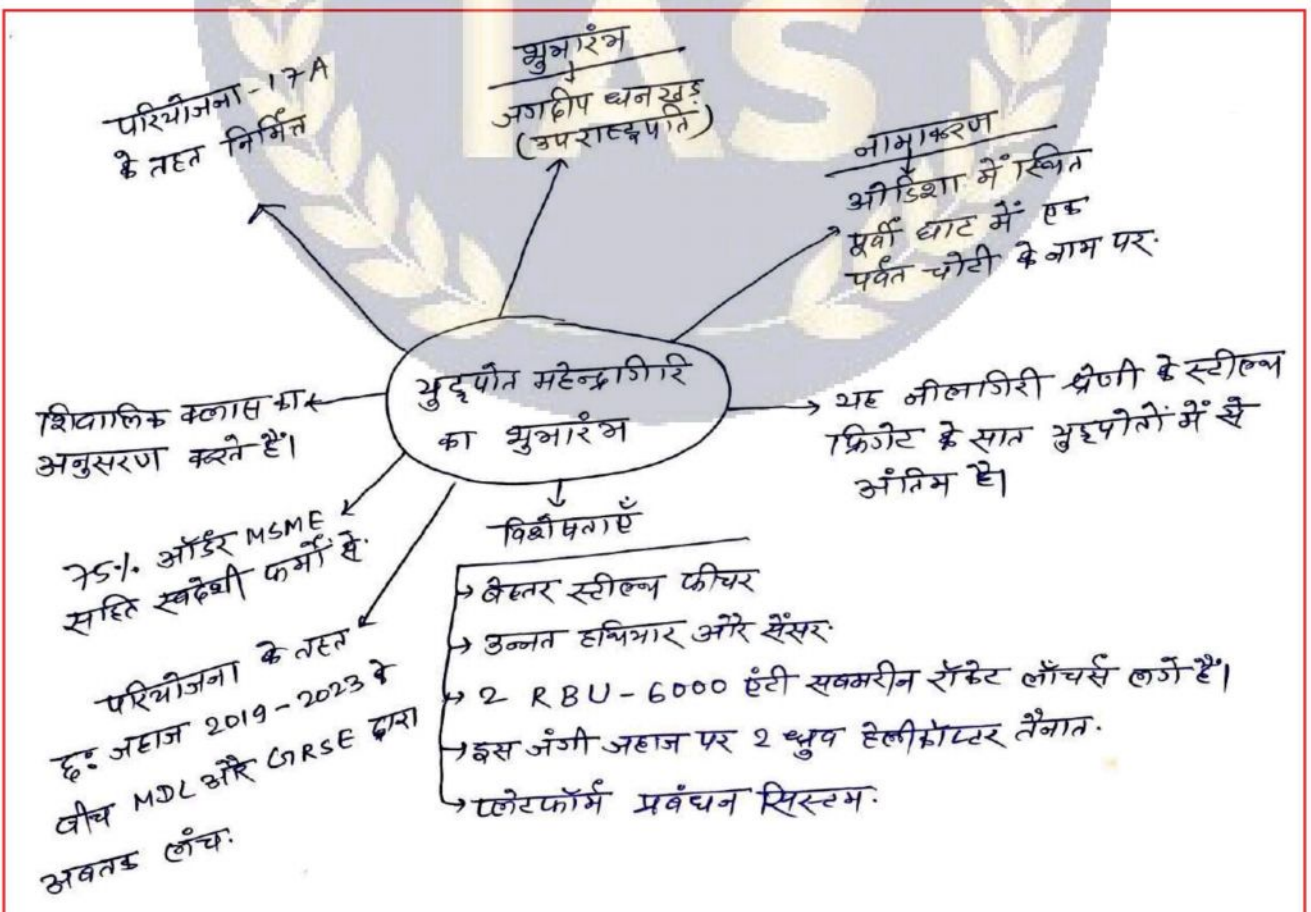 IAS
शुभारंभ
जगदीप धनखड़
(उपराष्ट्रपति)
परियोजना-17A
के तहत निर्मित
नामाकरण
ओडिशा में स्थित
पूर्वी घाट में एक
पर्वत चोटी के नाम पर.
युद्धपोत महेन्द्रागिरि
का शुभारंभ
शिवालिक क्लास का
अनुसरण करते हैं।
यह नीलागिरी श्रेणी के स्टील्थ
फ्रिगेट के सात युद्धपोतों में से
अंतिम है।
75% ऑर्डर MSME
सहित स्वदेशी फर्मों से.
परियोजना के तहत
छः जहाज 2019-2023 के
बीच MDL और GRSE द्वारा
अबतक लंच.
विशेषताएँ
बेहतर स्टील्थ फीचर
उन्नत हथियार और सेंसर.
2 RBU-6000 एंटी सबमरीन रॉकेट लॉंचर्स लगे हैं।
इस जंगी जहाज पर 2 ध्रुव हेलीकॉप्टर तैनात.
प्लेटफॉर्म प्रबंधन सिस्टम.